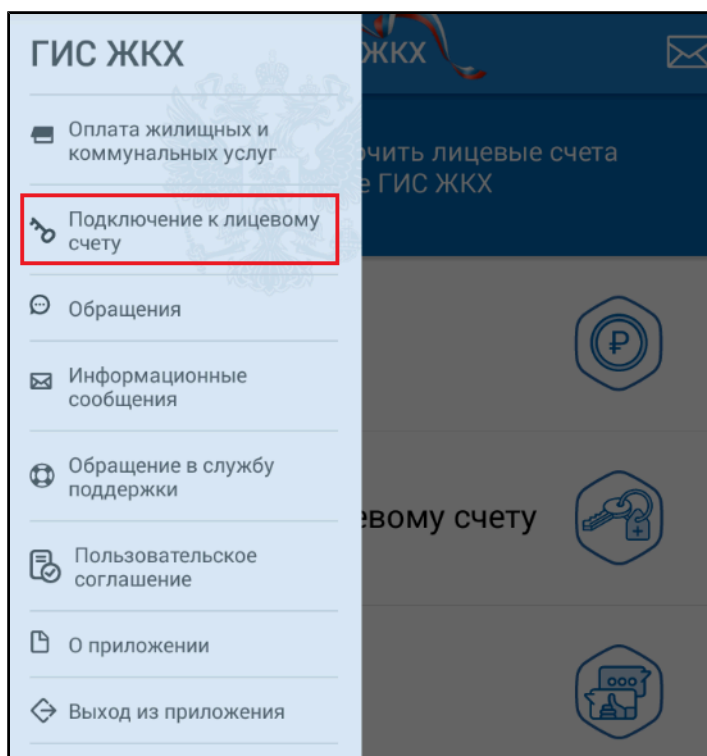 ГИС ЖКХ
ЖКХ
Оплата жилищных и
коммунальных услуг
чить лицевые счета
ГИС ЖКХ
Подключение к лицевому
счету
Обращения
Информационные
сообщения
Обращение в службу
поддержки
вому счету
Пользовательское
соглашение
О приложении
Выход из приложения